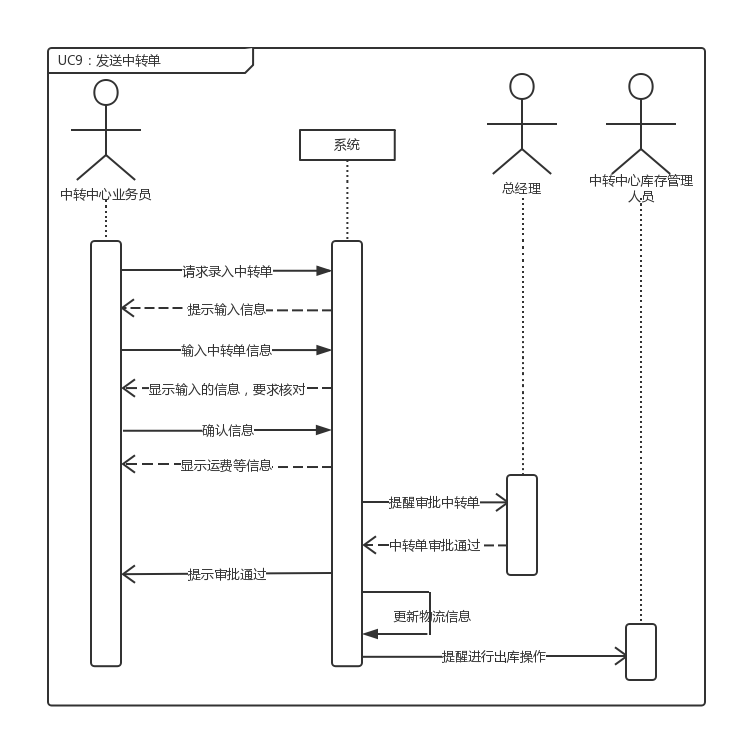 UC9：发送中转单
系统
总经理
中转中心库存管理
人员
中转中心业务员
请求录入中转单
提示输入信息
输入中转单信息
显示输入的信息，要求核对
确认信息
显示运费等信息
提醒审批中转单
中转单审批通过
提示审批通过
更新物流信息
提醒进行出库操作